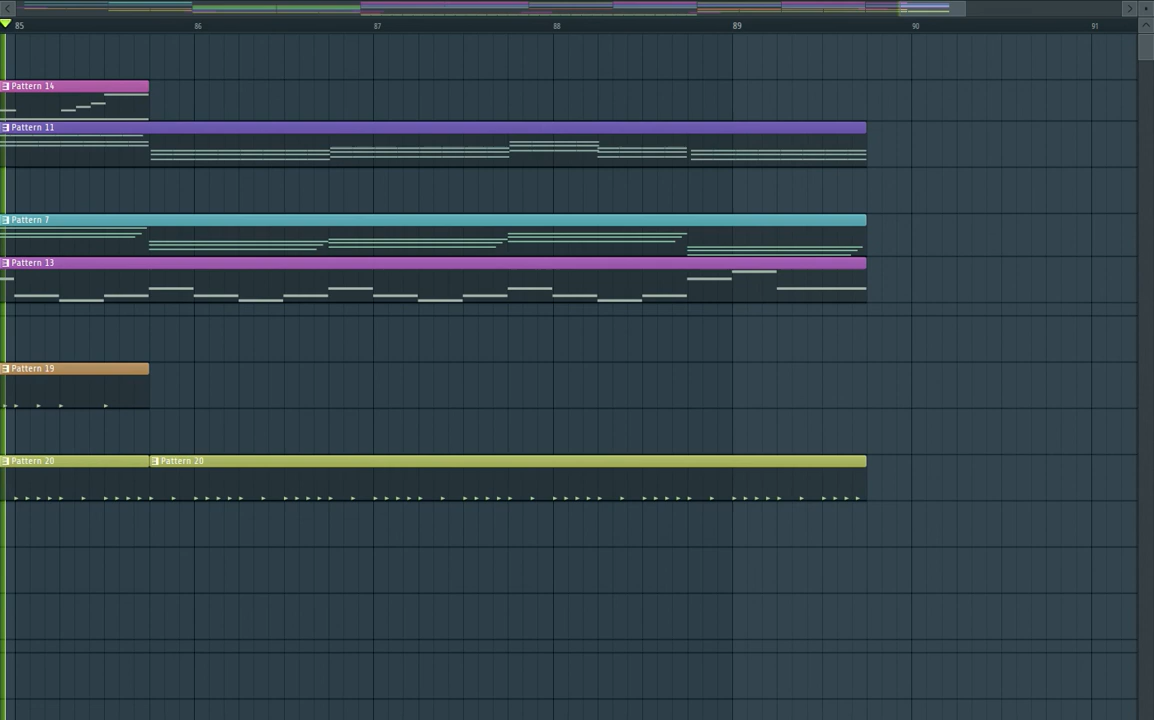 85 86 87 88 89 90 91
Pattern 14
Pattern 11
Pattern 7
Pattern 13
Pattern 19
Pattern 20 Pattern 20